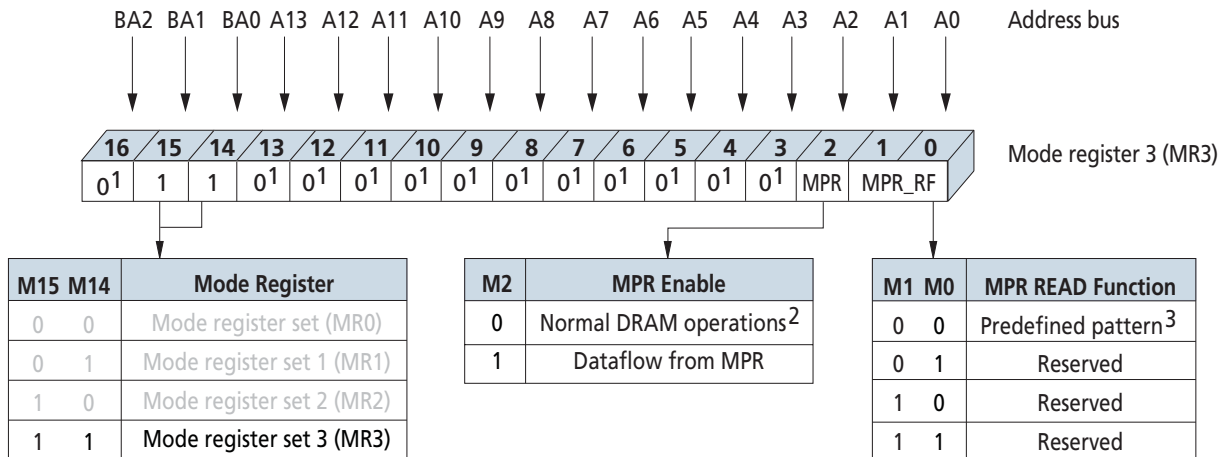 BA2 BA1 BA0 A13 A12 A11 A10 A9 A8 A7 A6 A5 A4 A3 A2 A1 A0 Address bus
16 15 14 13 12 11 10 9 8 7 6 5 4 3 2 1 0 Mode register 3 (MR3)
0¹ 1 1 0¹ 0¹ 0¹ 0¹ 0¹ 0¹ 0¹ 0¹ 0¹ 0¹ 0¹ MPR MPR_RF
M15 M14 Mode Register
0 0 Mode register set (MR0)
0 1 Mode register set 1 (MR1)
1 0 Mode register set 2 (MR2)
1 1 Mode register set 3 (MR3)
M2 MPR Enable
0 Normal DRAM operations²
1 Dataflow from MPR
M1 M0 MPR READ Function
0 0 Predefined pattern³
0 1 Reserved
1 0 Reserved
1 1 Reserved